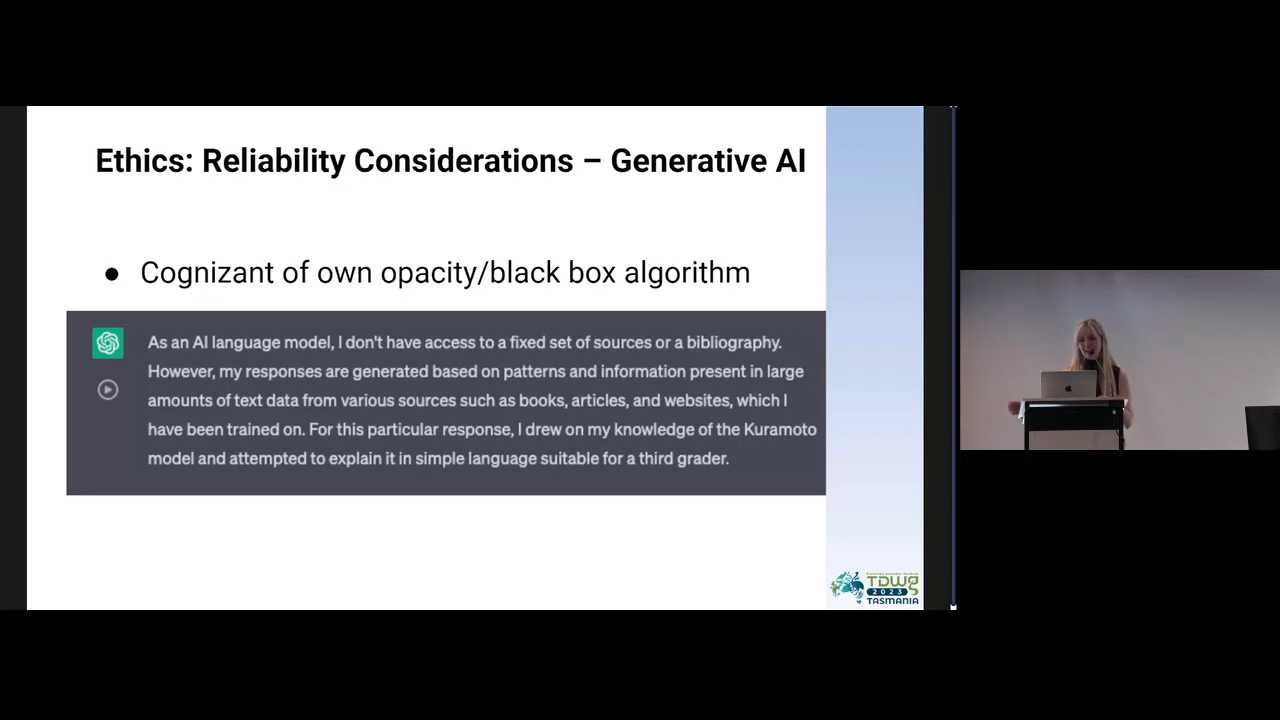 Ethics: Reliability Considerations – Generative AI
● Cognizant of own opacity/black box algorithm
As an AI language model, I don't have access to a fixed set of sources or a bibliography.
However, my responses are generated based on patterns and information present in large
amounts of text data from various sources such as books, articles, and websites, which I
have been trained on. For this particular response, I drew on my knowledge of the Kuramoto
model and attempted to explain it in simple language suitable for a third grader.
TDWG
2023
TASMANIA